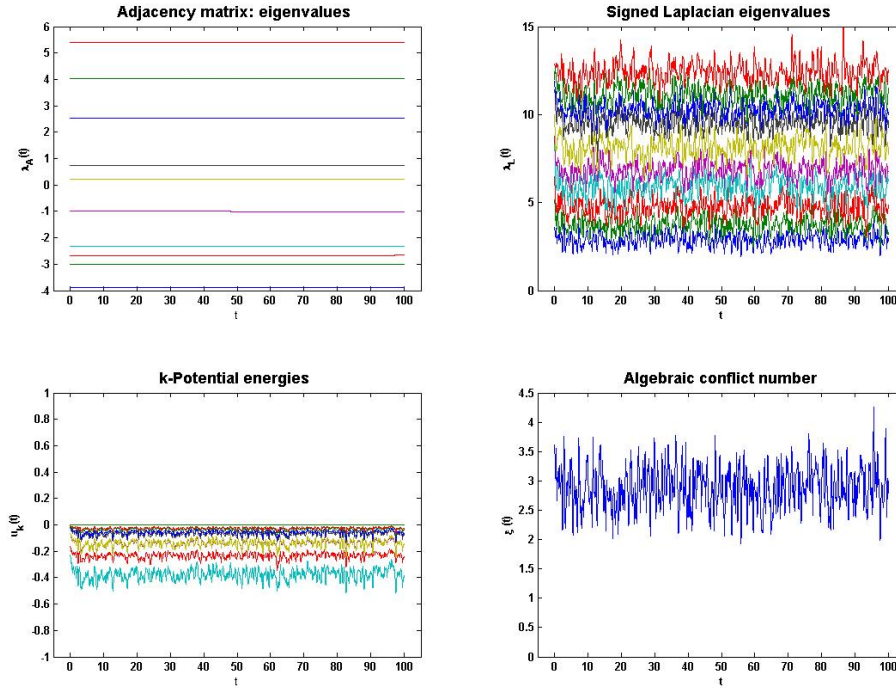 Adjacency matrix: eigenvalues
6
5
4
3
2
1
0
-1
-2
-3
-4
λA(t)
0 10 20 30 40 50 60 70 80 90 100
t
Signed Laplacian eigenvalues
15
10
5
0
λL(t)
0 10 20 30 40 50 60 70 80 90 100
t
k-Potential energies
1
0.8
0.6
0.4
0.2
0
-0.2
-0.4
-0.6
-0.8
-1
uk(t)
0 10 20 30 40 50 60 70 80 90 100
t
Algebraic conflict number
4.5
4
3.5
3
2.5
2
1.5
1
0.5
0
ξ(t)
0 10 20 30 40 50 60 70 80 90 100
t